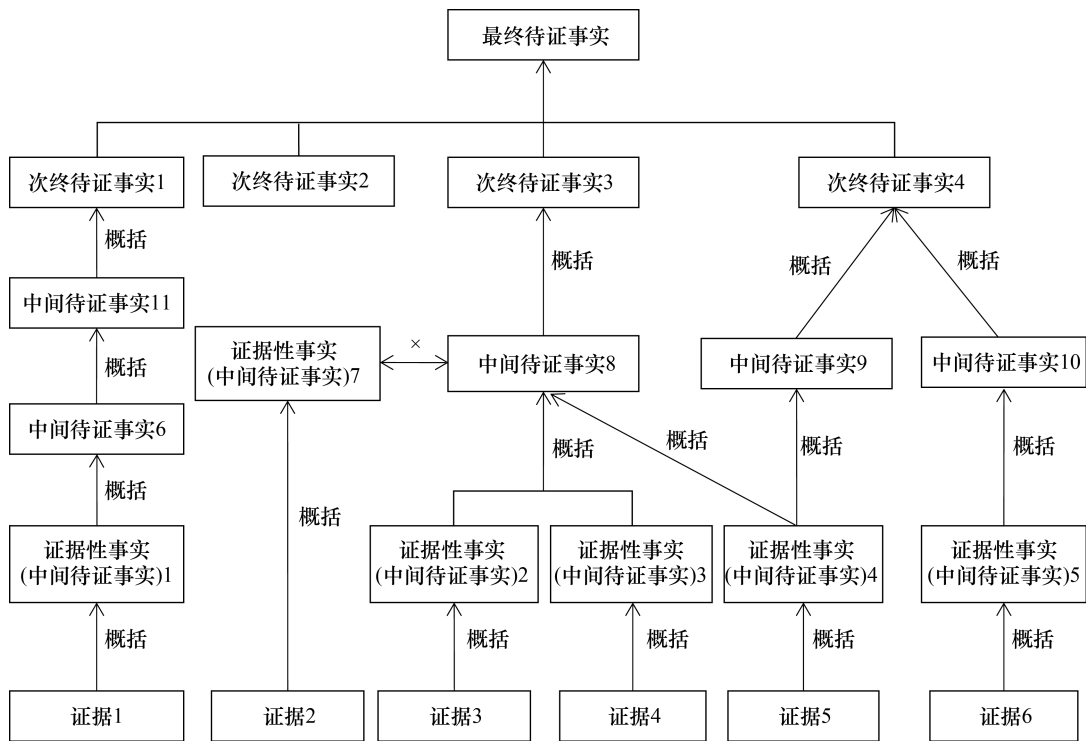 最终待证事实
次终待证事实1
次终待证事实2
次终待证事实3
次终待证事实4
概括
概括
概括
概括
中间待证事实11
证据性事实
(中间待证事实)7
×
中间待证事实8
中间待证事实9
中间待证事实10
概括
中间待证事实6
概括
概括
概括
概括
概括
概括
证据性事实
(中间待证事实)1
证据性事实
(中间待证事实)2
证据性事实
(中间待证事实)3
证据性事实
(中间待证事实)4
证据性事实
(中间待证事实)5
概括
概括
概括
概括
概括
证据1
证据2
证据3
证据4
证据5
证据6